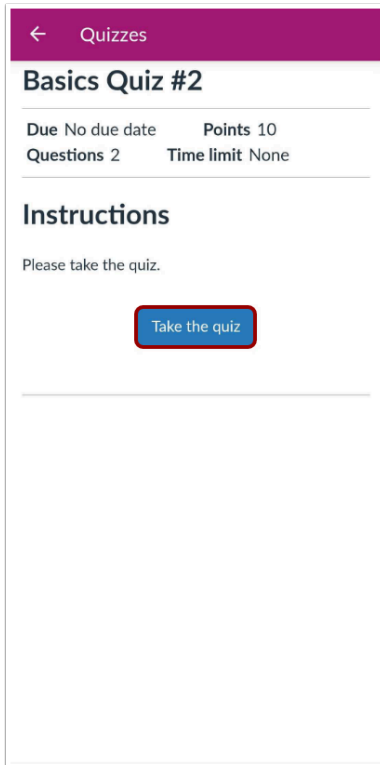 Quizzes
Basics Quiz #2
Due No due date Points 10
Questions 2 Time limit None
Instructions
Please take the quiz.
Take the quiz